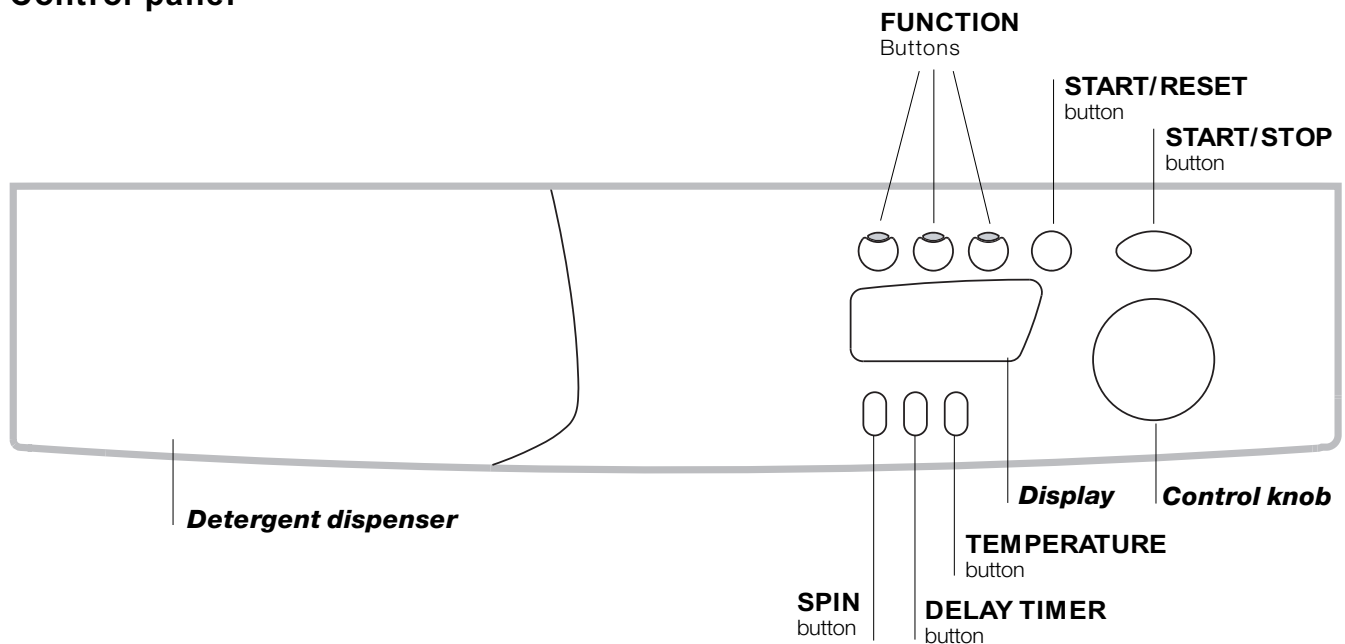 Control panel
FUNCTION
Buttons
START/RESET
button
START/STOP
button
Detergent dispenser
Display
Control knob
TEMPERATURE
button
SPIN
button
DELAY TIMER
button